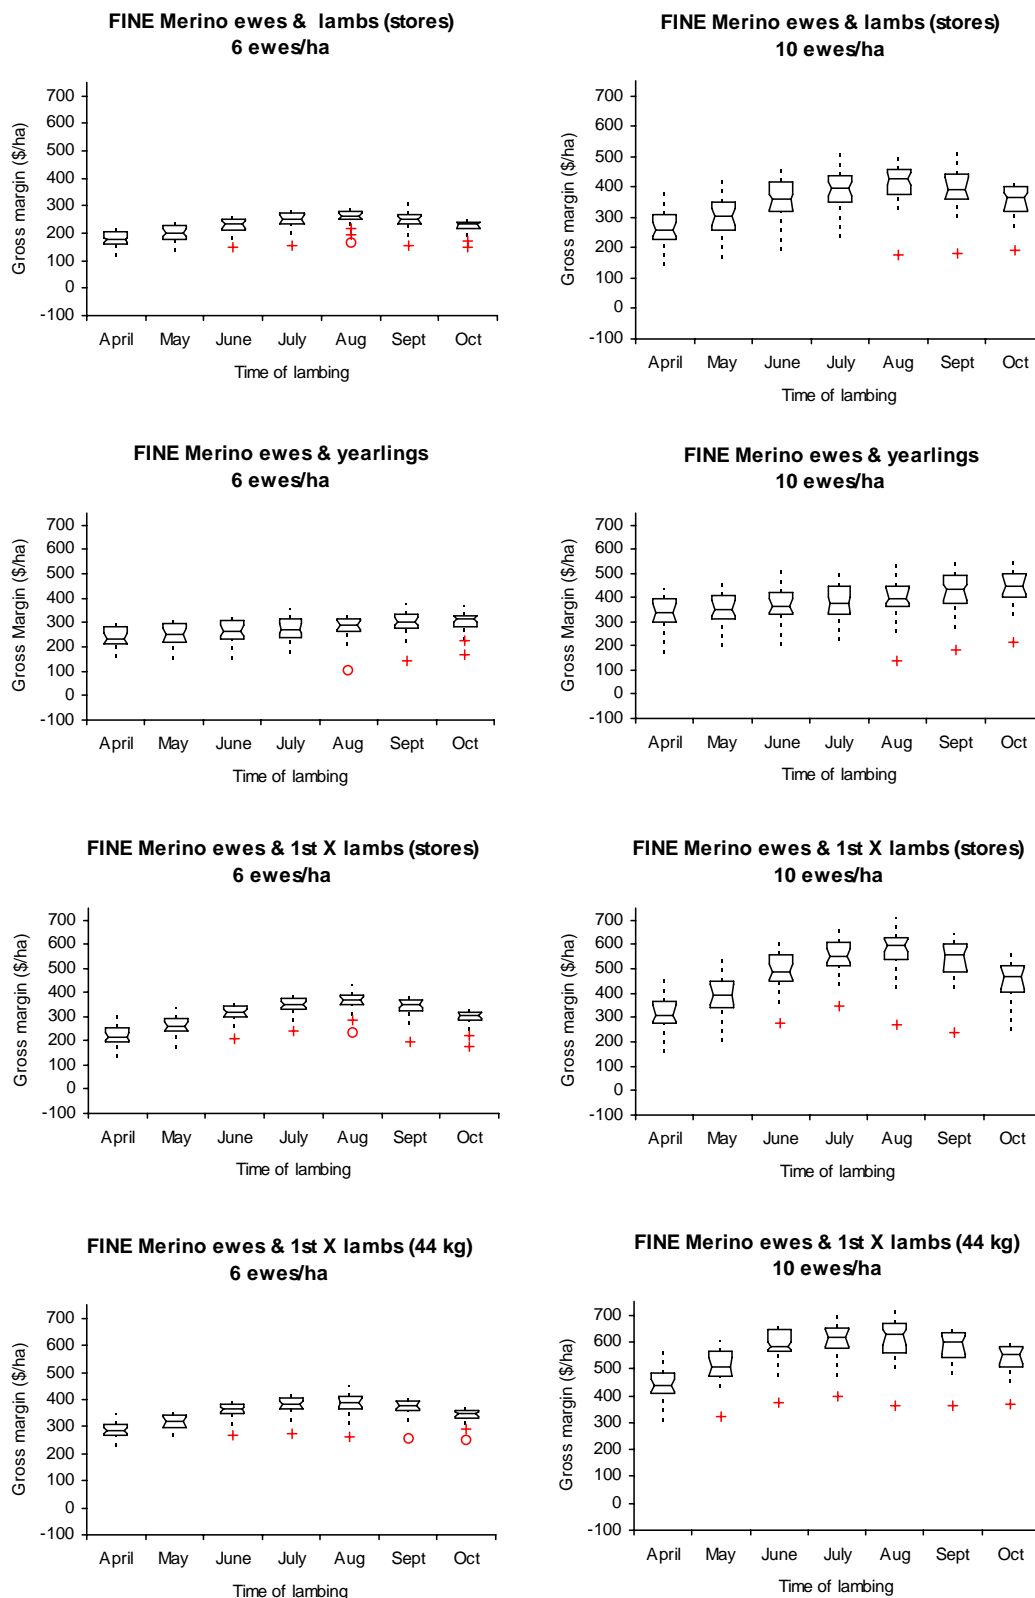 FINE Merino ewes & lambs (stores)
6 ewes/ha
Gross margin ($/ha)
700
600
500
400
300
200
100
0
-100
April May June July Aug Sept Oct
Time of lambing
FINE Merino ewes & lambs (stores)
10 ewes/ha
Gross margin ($/ha)
700
600
500
400
300
200
100
0
-100
April May June July Aug Sept Oct
Time of lambing
FINE Merino ewes & yearlings
6 ewes/ha
Gross Margin ($/ha)
700
600
500
400
300
200
100
0
-100
April May June July Aug Sept Oct
Time of lambing
FINE Merino ewes & yearlings
10 ewes/ha
Gross Margin ($/ha)
700
600
500
400
300
200
100
0
-100
April May June July Aug Sept Oct
Time of lambing
FINE Merino ewes & 1st X lambs (stores)
6 ewes/ha
Gross margin ($/ha)
700
600
500
400
300
200
100
0
-100
April May June July Aug Sept Oct
Time of lambing
FINE Merino ewes & 1st X lambs (stores)
10 ewes/ha
Gross margin ($/ha)
700
600
500
400
300
200
100
0
-100
April May June July Aug Sept Oct
Time of lambing
FINE Merino ewes & 1st X lambs (44 kg)
6 ewes/ha
Gross margin ($/ha)
700
600
500
400
300
200
100
0
-100
April May June July Aug Sept Oct
Time of lambing
FINE Merino ewes & 1st X lambs (44 kg)
10 ewes/ha
Gross margin ($/ha)
700
600
500
400
300
200
100
0
-100
April May June July Aug Sept Oct
Time of lambing